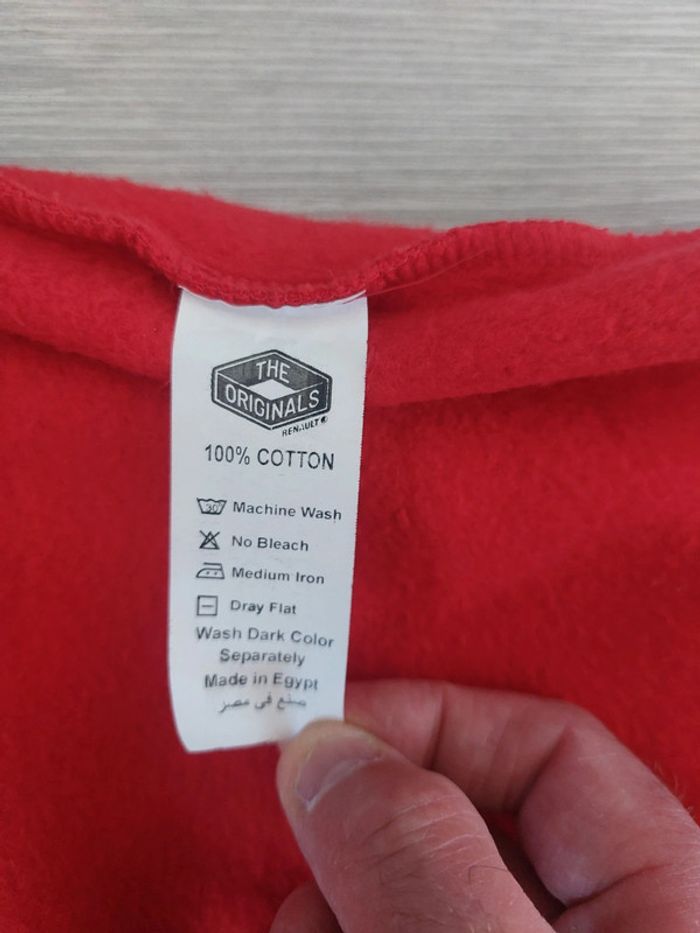 THE
ORIGINALS
RENAULT
100% COTTON
30° Machine Wash
No Bleach
Medium Iron
Dray Flat
Wash Dark Color
Separately
Made in Egypt
صنع في مصر